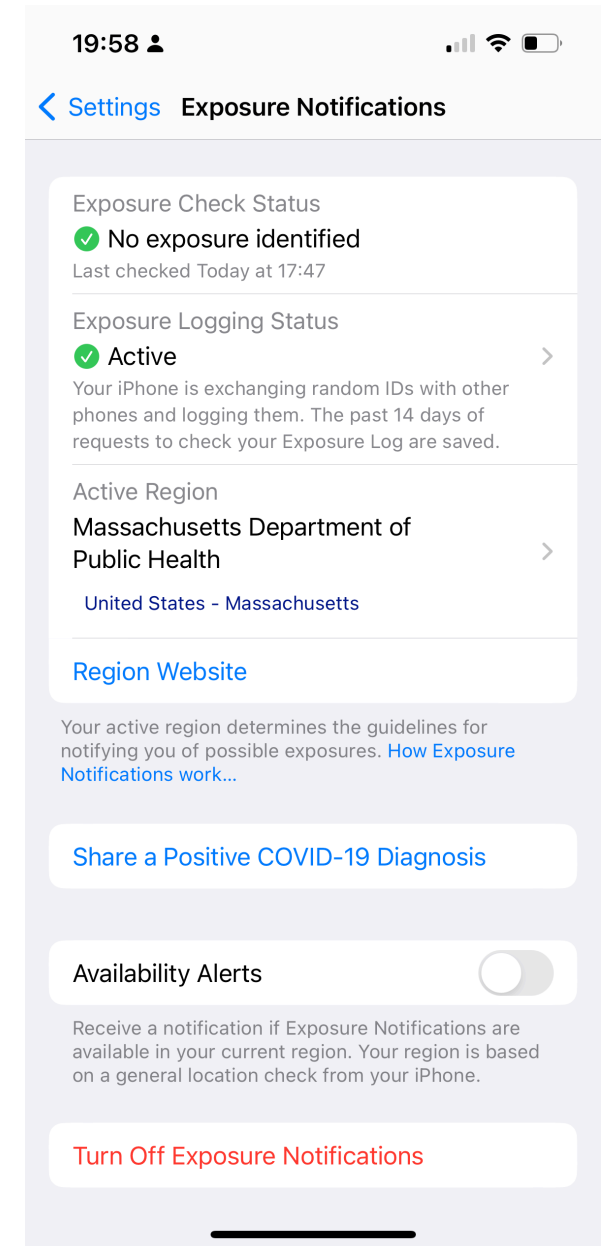 19:58
Settings Exposure Notifications
Exposure Check Status
No exposure identified
Last checked Today at 17:47
Exposure Logging Status
Active
Your iPhone is exchanging random IDs with other
phones and logging them. The past 14 days of
requests to check your Exposure Log are saved.
Active Region
Massachusetts Department of
Public Health
United States - Massachusetts
Region Website
Your active region determines the guidelines for
notifying you of possible exposures. How Exposure
Notifications work...
Share a Positive COVID-19 Diagnosis
Availability Alerts
Receive a notification if Exposure Notifications are
available in your current region. Your region is based
on a general location check from your iPhone.
Turn Off Exposure Notifications